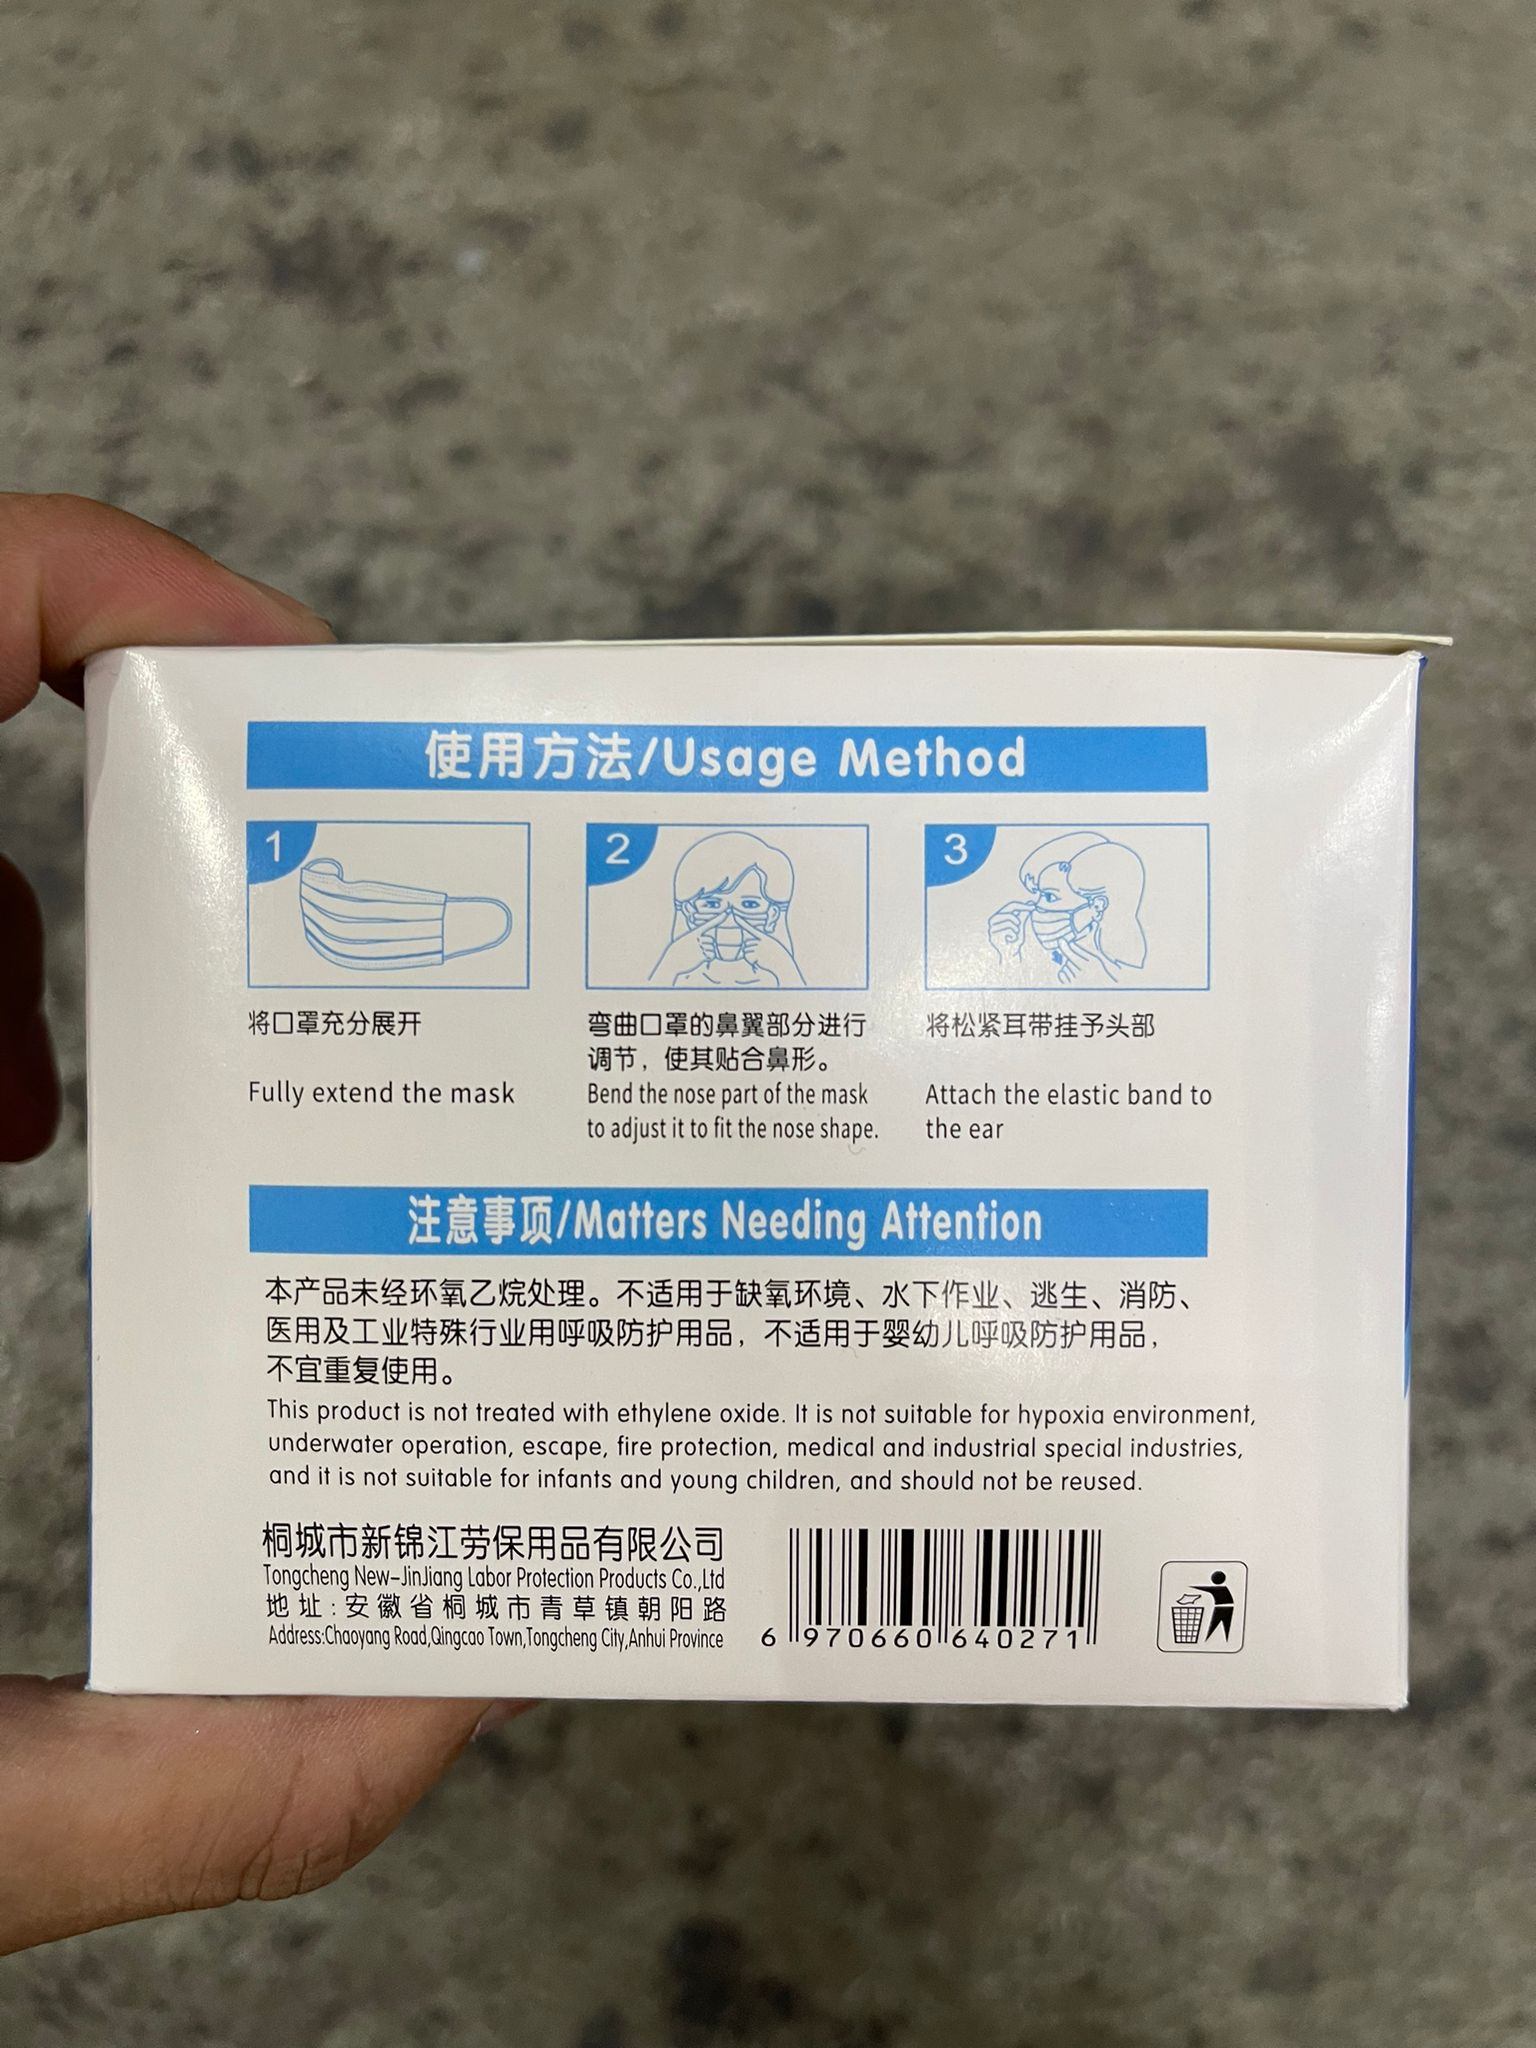 使用方法/Usage Method
1
2
3
将口罩充分展开
Fully extend the mask
弯曲口罩的鼻翼部分进行
调节，使其贴合鼻形。
Bend the nose part of the mask
to adjust it to fit the nose shape.
将松紧耳带挂予头部
Attach the elastic band to
the ear
注意事项/Matters Needing Attention
本产品未经环氧乙烷处理。不适用于缺氧环境、水下作业、逃生、消防、
医用及工业特殊行业用呼吸防护用品，不适用于婴幼儿呼吸防护用品，
不宜重复使用。
This product is not treated with ethylene oxide. It is not suitable for hypoxia environment,
underwater operation, escape, fire protection, medical and industrial special industries,
and it is not suitable for infants and young children, and should not be reused.
桐城市新锦江劳保用品有限公司
Tongcheng New-JinJiang Labor Protection Products Co.,Ltd
地址:安徽省桐城市青草镇朝阳路
Address:Chaoyang Road,Qingcao Town,Tongcheng City,Anhui Province
6 970660 640271